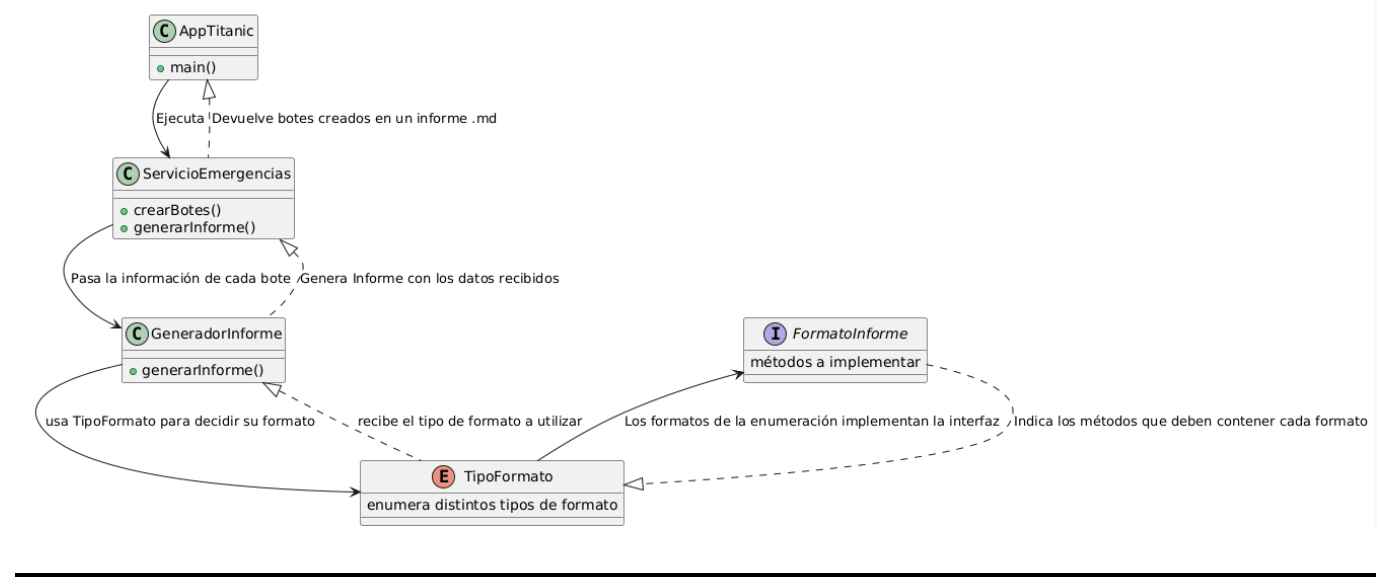 C AppTitanic
main()
Ejecuta
Devuelve botes creados en un informe .md
C ServicioEmergencias
crearBotes()
generarInforme()
Pasa la información de cada bote
Genera Informe con los datos recibidos
C GeneradorInforme
generarInforme()
I FormatoInforme
métodos a implementar
usa TipoFormato para decidir su formato
recibe el tipo de formato a utilizar
Los formatos de la enumeración implementan la interfaz
Indica los métodos que deben contener cada formato
E TipoFormato
enumera distintos tipos de formato